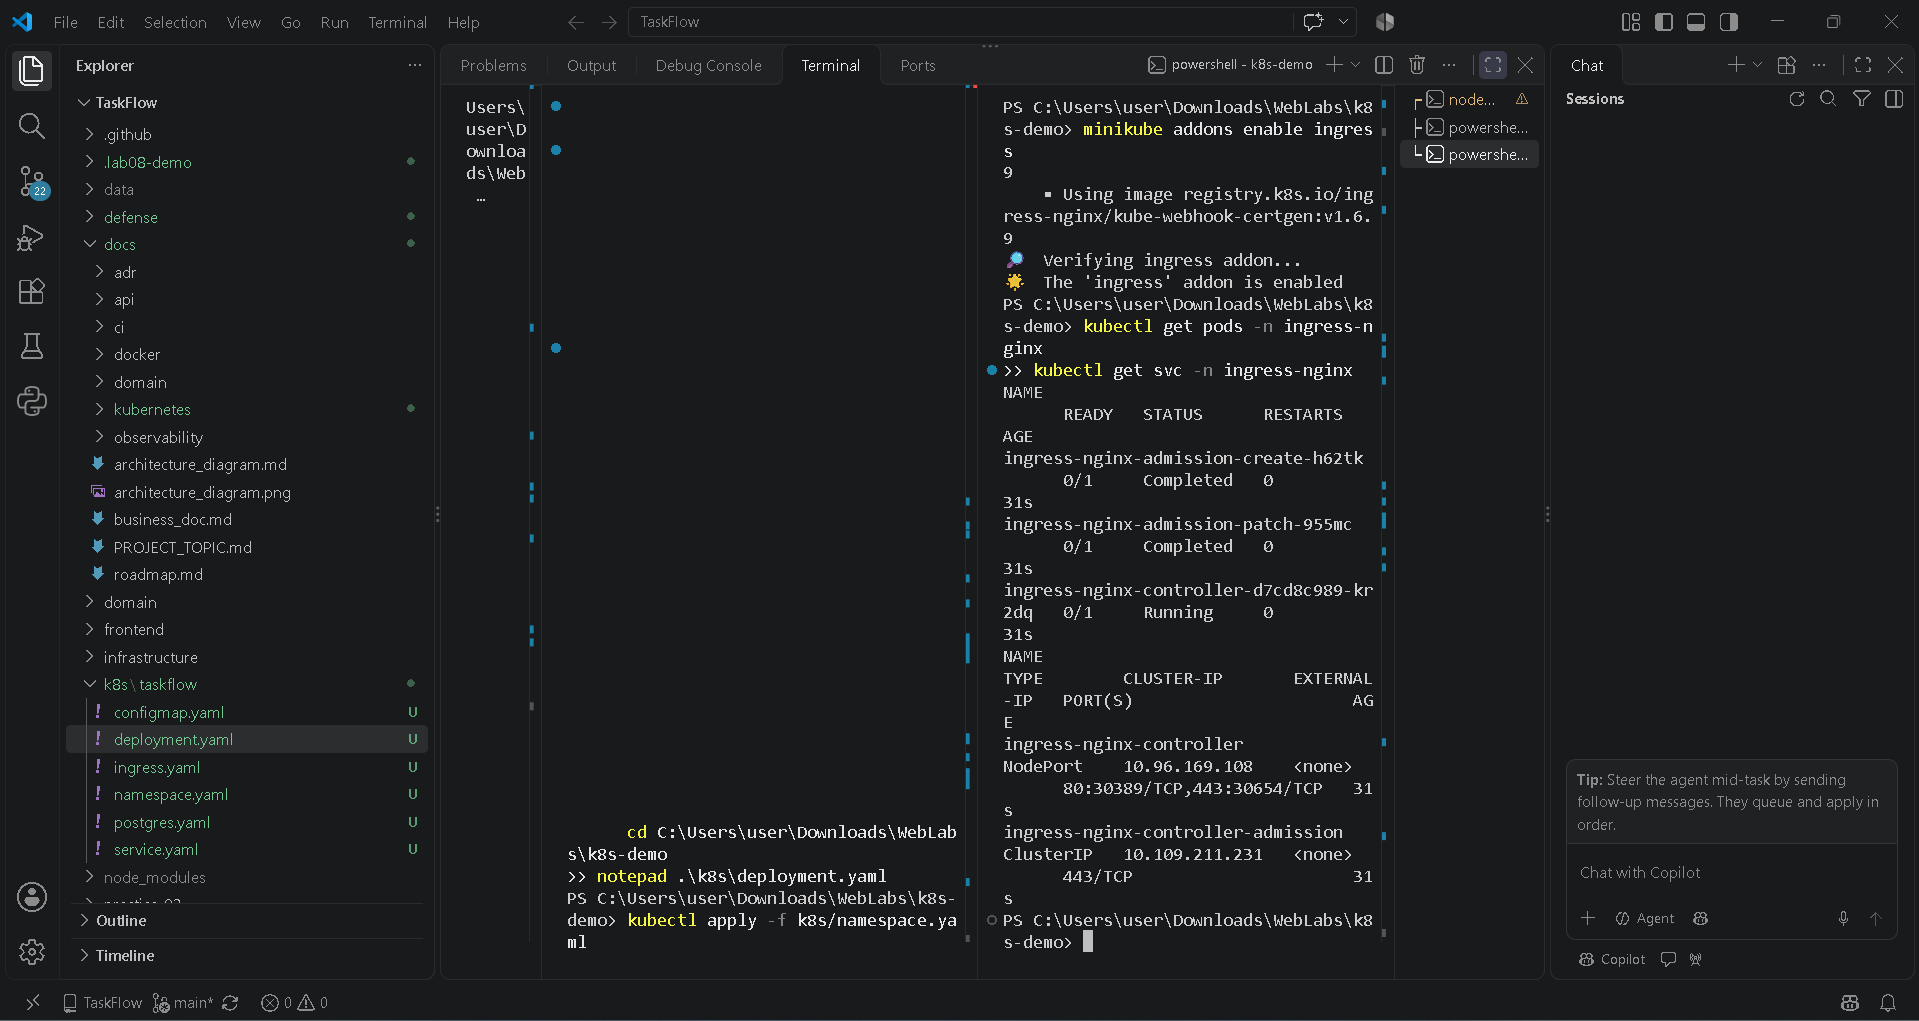 File Edit Selection View Go Run Terminal Help
TaskFlow
Explorer
TaskFlow
.github
.lab08-demo
data
defense
docs
adr
api
ci
docker
domain
kubernetes
observability
architecture_diagram.md
architecture_diagram.png
business_doc.md
PROJECT_TOPIC.md
roadmap.md
domain
frontend
infrastructure
k8s\taskflow
configmap.yaml U
deployment.yaml U
ingress.yaml U
namespace.yaml U
postgres.yaml U
service.yaml U
node_modules
Outline
Timeline
22
Problems Output Debug Console Terminal Ports
powershell - k8s-demo
Users\
user\D
ownloa
ds\Web
…
cd C:\Users\user\Downloads\WebLab
s\k8s-demo
>> notepad .\k8s\deployment.yaml
PS C:\Users\user\Downloads\WebLabs\k8s-
demo> kubectl apply -f k8s/namespace.ya
ml
PS C:\Users\user\Downloads\WebLabs\k8
s-demo> minikube addons enable ingres
s
9
▪ Using image registry.k8s.io/ing
ress-nginx/kube-webhook-certgen:v1.6.
9
Verifying ingress addon...
The 'ingress' addon is enabled
PS C:\Users\user\Downloads\WebLabs\k8
s-demo> kubectl get pods -n ingress-n
ginx
>> kubectl get svc -n ingress-nginx
NAME
READY STATUS RESTARTS
AGE
ingress-nginx-admission-create-h62tk
0/1 Completed 0
31s
ingress-nginx-admission-patch-955mc
0/1 Completed 0
31s
ingress-nginx-controller-d7cd8c989-kr
2dq 0/1 Running 0
31s
NAME
TYPE CLUSTER-IP EXTERNAL
-IP PORT(S) AG
E
ingress-nginx-controller
NodePort 10.96.169.108 <none>
80:30389/TCP,443:30654/TCP 31
s
ingress-nginx-controller-admission
ClusterIP 10.109.211.231 <none>
443/TCP 31
s
PS C:\Users\user\Downloads\WebLabs\k8
s-demo>
node...
powershe...
powershe...
Chat
Sessions
Tip: Steer the agent mid-task by sending
follow-up messages. They queue and apply in
order.
Chat with Copilot
Agent
Copilot
TaskFlow main* 0 0